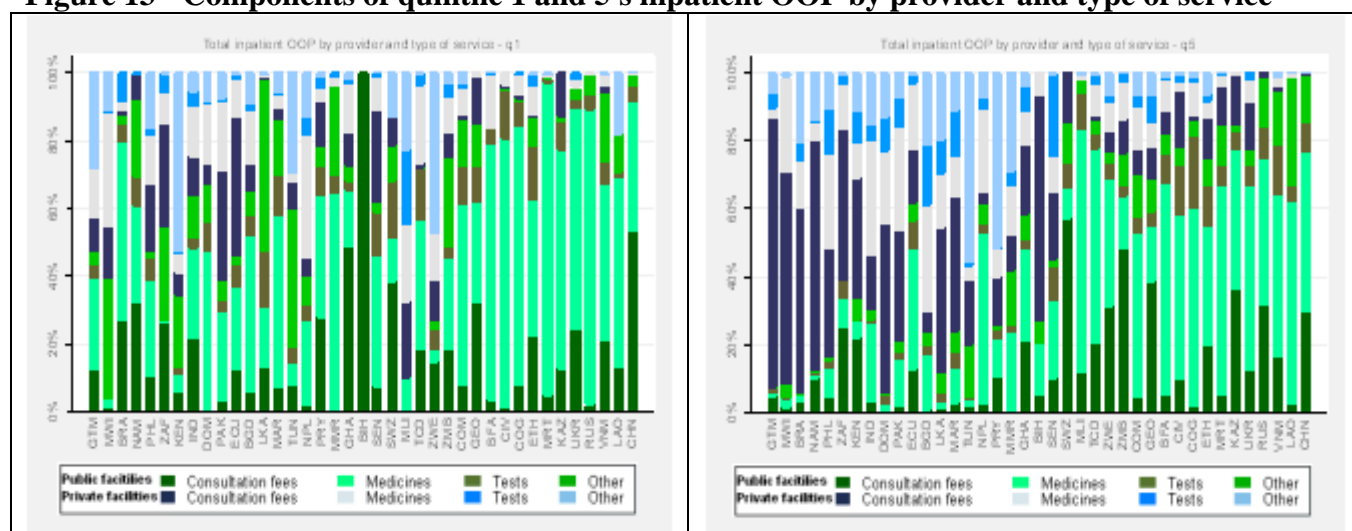 Figure 13 Components of quintile 1 and 5's inpatient OOP by provider and type of service
Total inpatient OOP by provider and type of service - q1
100%
80%
60%
40%
20%
0%
GTM MWI BRA NAM PHL ZAF KEN IND DOM PAK ECU BGD LKA MAR TUN NPL PRY MMR GHA BIH SEN SWZ MLI TCD ZWE ZMB COM GEO BFA CIV COG ETH MRT KAZ UKR RUS VNM LAO CHN
Public facitilies Consultation fees Medicines Tests Other
Private facilities Consultation fees Medicines Tests Other
Total inpatient OOP by provider and type of service - q5
100%
80%
60%
40%
20%
0%
GTM MWI BRA NAM PHL ZAF KEN IND DOM PAK ECU BGD LKA MAR TUN NPL PRY MMR GHA BIH SEN SWZ MLI TCD ZWE ZMB COM GEO BFA CIV COG ETH MRT KAZ UKR RUS VNM LAO CHN
Public facitilies Consultation fees Medicines Tests Other
Private facilities Consultation fees Medicines Tests Other